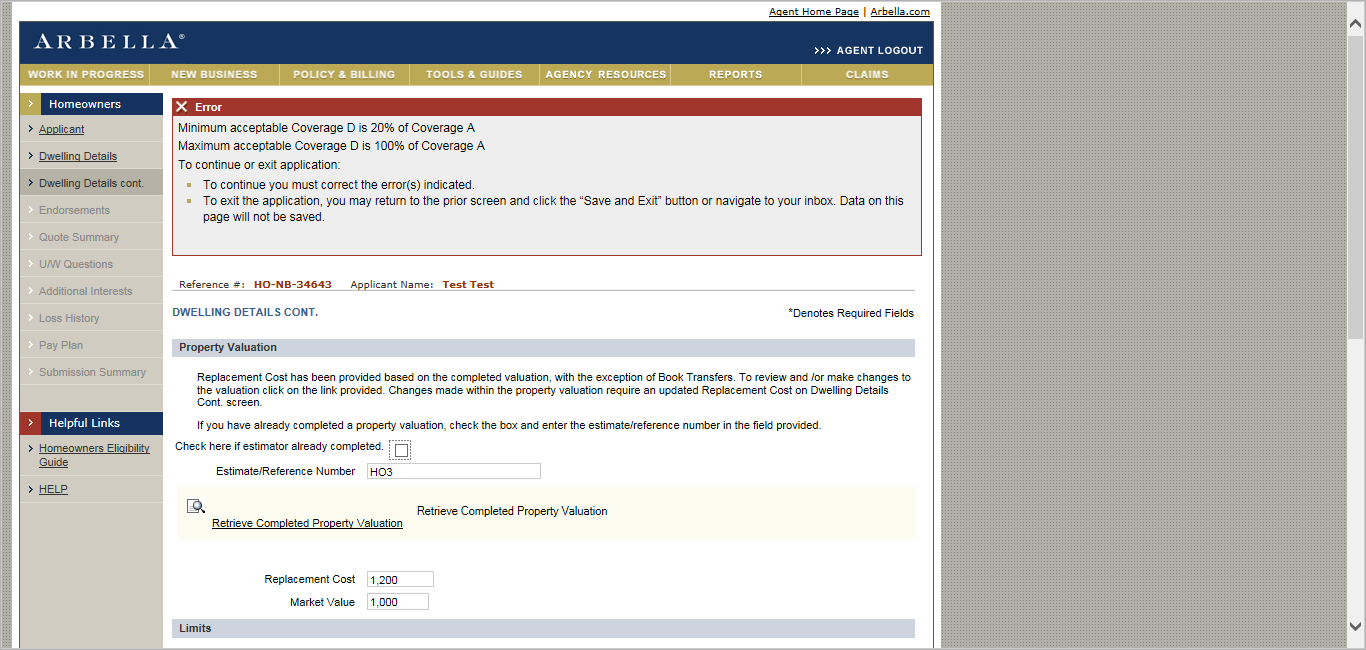 Agent Home Page | Arbella.com
ARBELLA®
>>> AGENT LOGOUT
WORK IN PROGRESS NEW BUSINESS POLICY & BILLING TOOLS & GUIDES AGENCY RESOURCES REPORTS CLAIMS
Homeowners
Applicant
Dwelling Details
Dwelling Details cont.
Endorsements
Quote Summary
U/W Questions
Additional Interests
Loss History
Pay Plan
Submission Summary
Helpful Links
Homeowners Eligibility
Guide
HELP
Error
Minimum acceptable Coverage D is 20% of Coverage A
Maximum acceptable Coverage D is 100% of Coverage A
To continue or exit application:
To continue you must correct the error(s) indicated.
To exit the application, you may return to the prior screen and click the “Save and Exit” button or navigate to your inbox. Data on this
page will not be saved.
Reference #: HO-NB-34643 Applicant Name: Test Test
DWELLING DETAILS CONT.
*Denotes Required Fields
Property Valuation
Replacement Cost has been provided based on the completed valuation, with the exception of Book Transfers. To review and /or make changes to
the valuation click on the link provided. Changes made within the property valuation require an updated Replacement Cost on Dwelling Details
Cont. screen.
If you have already completed a property valuation, check the box and enter the estimate/reference number in the field provided.
Check here if estimator already completed.
Estimate/Reference Number HO3
Retrieve Completed Property Valuation
Retrieve Completed Property Valuation
Replacement Cost 1,200
Market Value 1,000
Limits